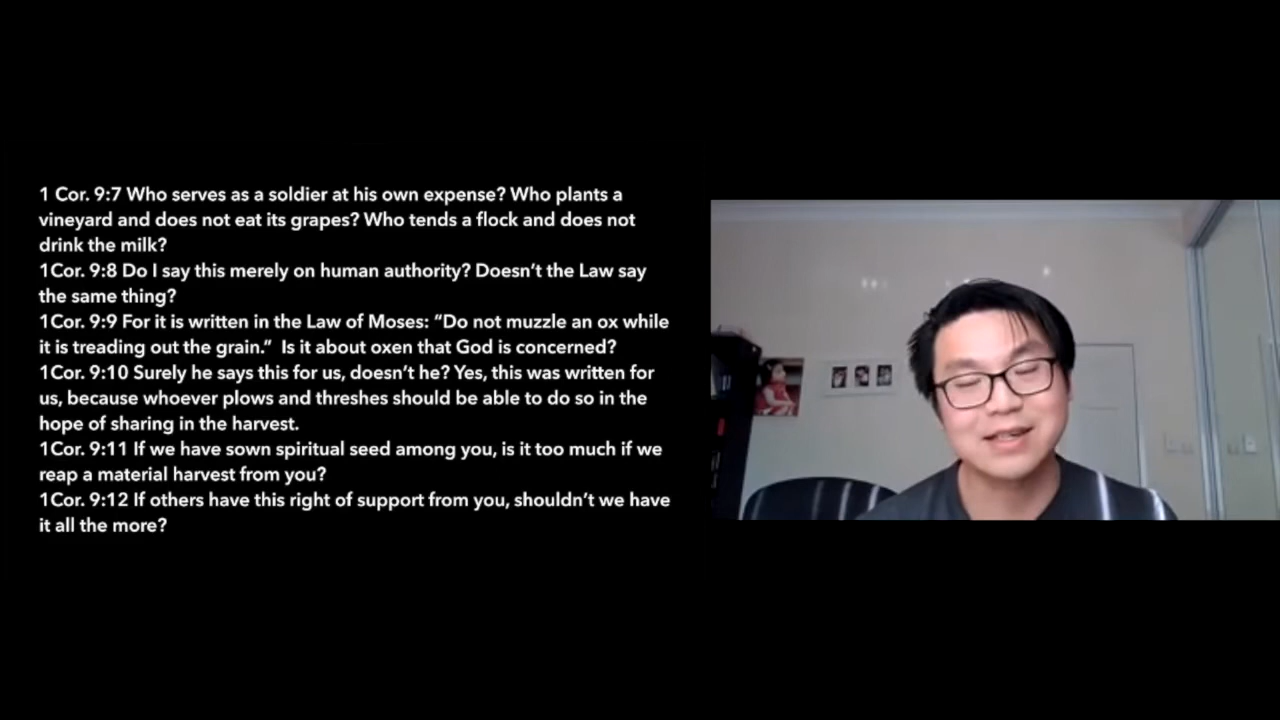 1 Cor. 9:7 Who serves as a soldier at his own expense? Who plants a
vineyard and does not eat its grapes? Who tends a flock and does not
drink the milk?
1Cor. 9:8 Do I say this merely on human authority? Doesn’t the Law say
the same thing?
1Cor. 9:9 For it is written in the Law of Moses: “Do not muzzle an ox while
it is treading out the grain.”  Is it about oxen that God is concerned?
1Cor. 9:10 Surely he says this for us, doesn’t he? Yes, this was written for
us, because whoever plows and threshes should be able to do so in the
hope of sharing in the harvest.
1Cor. 9:11 If we have sown spiritual seed among you, is it too much if we
reap a material harvest from you?
1Cor. 9:12 If others have this right of support from you, shouldn’t we have
it all the more?